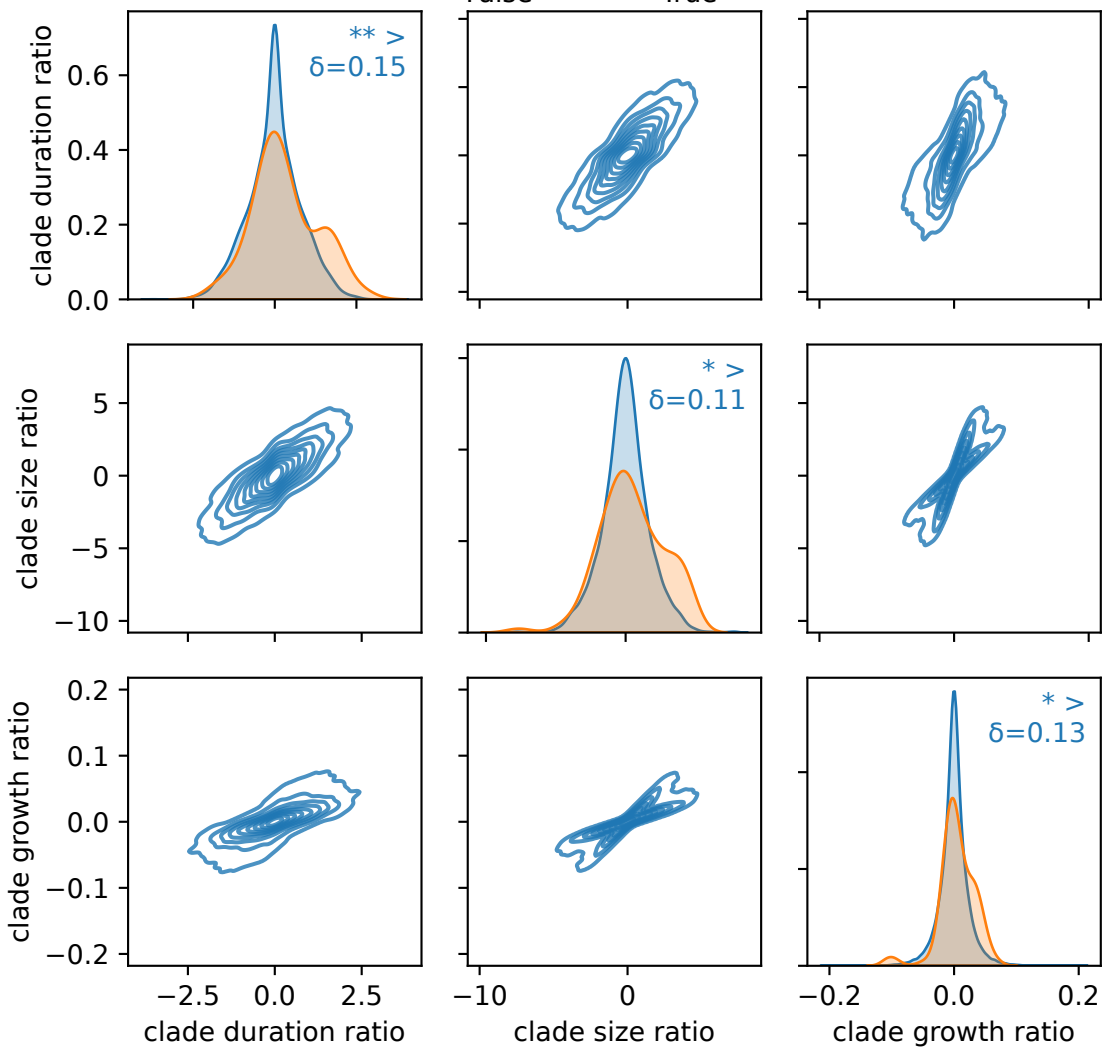 True
clade duration ratio
0.6
0.4
0.2
0.0
** >
δ=0.15
clade size ratio
5
0
−5
−10
* >
δ=0.11
clade growth ratio
0.2
0.1
0.0
−0.1
−0.2
* >
δ=0.13
−2.5 0.0 2.5
−10 0
−0.2 0.0 0.2
clade duration ratio
clade size ratio
clade growth ratio